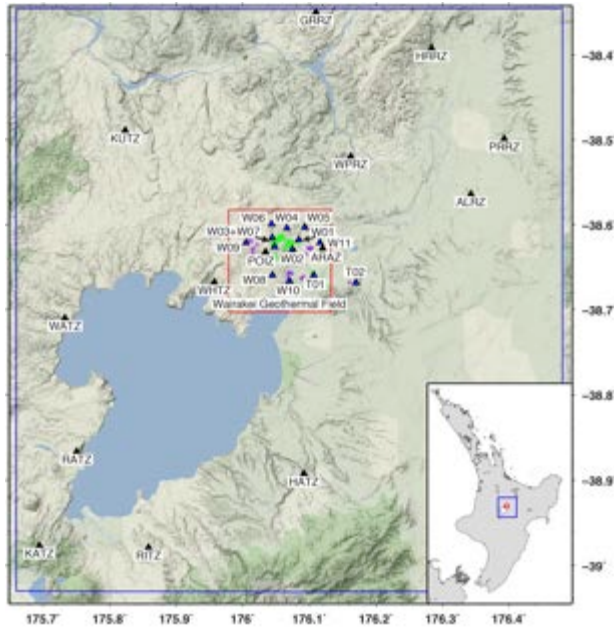 GRRZ
HRRZ
−38.4
KUTZ
−38.5
PRRZ
WPRZ
ALRZ
W06 W04 W05
−38.6
W03+W07 W01
W09 W11
POIZ W02 ARAZ
W08 T01 T02
WHTZ W10
Wairakei Geothermal Field
−38.7
WATZ
−38.8
RATZ
HATZ
−38.9
KATZ
RITZ
−39
175.7 175.8 175.9 176 176.1 176.2 176.3 176.4